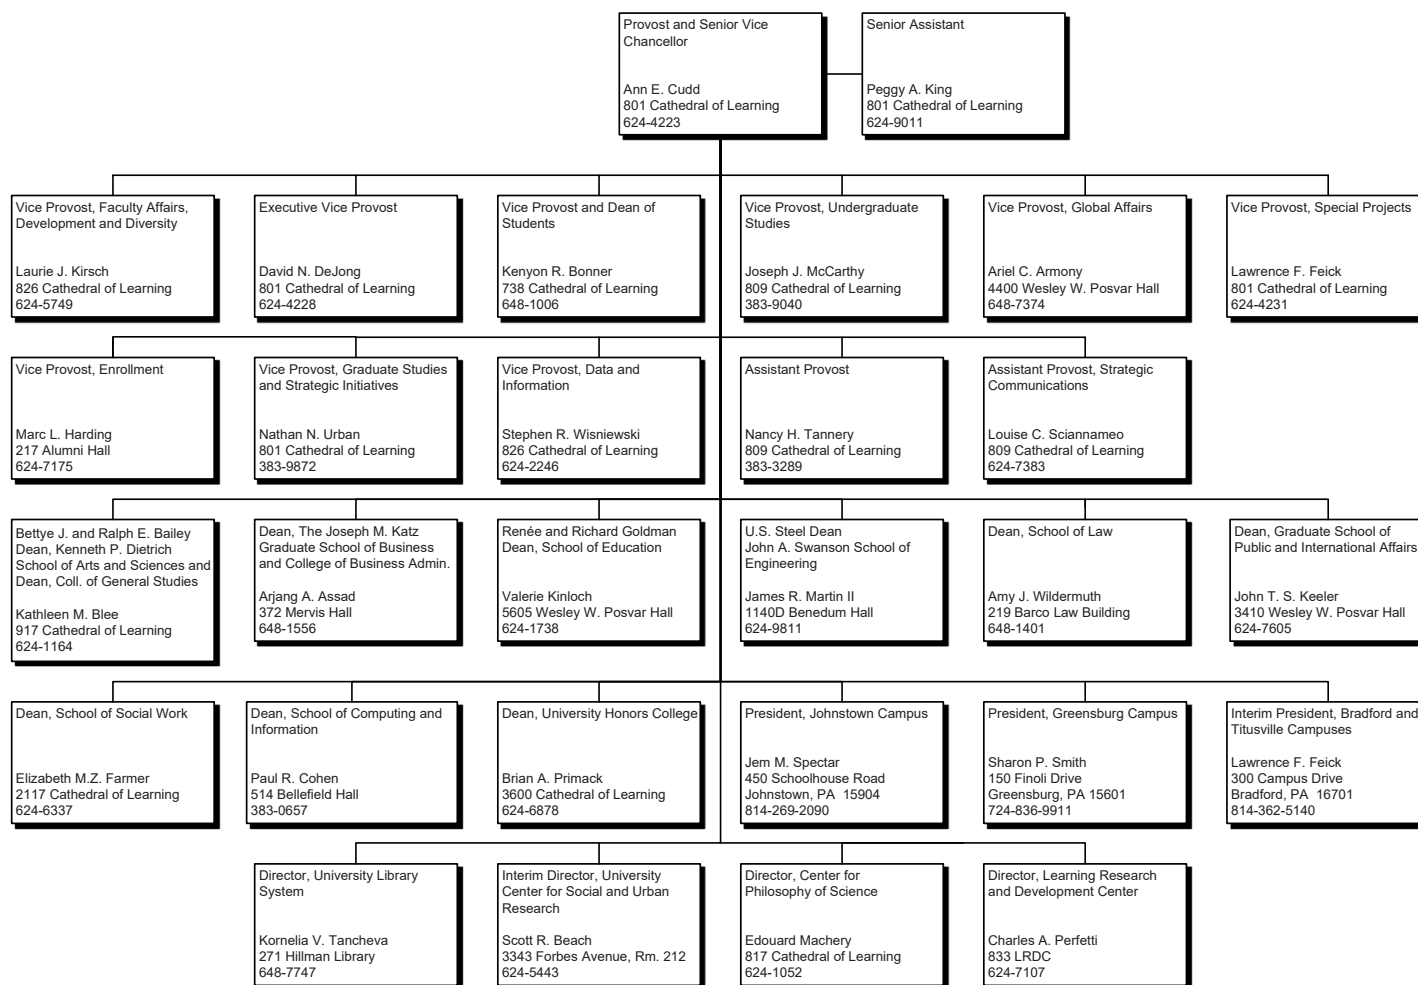 Provost and Senior Vice
Chancellor
Ann E. Cudd
801 Cathedral of Learning
624-4223
Senior Assistant
Peggy A. King
801 Cathedral of Learning
624-9011
Vice Provost, Faculty Affairs,
Development and Diversity
Laurie J. Kirsch
826 Cathedral of Learning
624-5749
Executive Vice Provost
David N. DeJong
801 Cathedral of Learning
624-4228
Vice Provost and Dean of
Students
Kenyon R. Bonner
738 Cathedral of Learning
648-1006
Vice Provost, Undergraduate
Studies
Joseph J. McCarthy
809 Cathedral of Learning
383-9040
Vice Provost, Global Affairs
Ariel C. Armony
4400 Wesley W. Posvar Hall
648-7374
Vice Provost, Special Projects
Lawrence F. Feick
801 Cathedral of Learning
624-4231
Vice Provost, Enrollment
Marc L. Harding
217 Alumni Hall
624-7175
Vice Provost, Graduate Studies
and Strategic Initiatives
Nathan N. Urban
801 Cathedral of Learning
383-9872
Vice Provost, Data and
Information
Stephen R. Wisniewski
826 Cathedral of Learning
624-2246
Assistant Provost
Nancy H. Tannery
809 Cathedral of Learning
383-3289
Assistant Provost, Strategic
Communications
Louise C. Sciannameo
809 Cathedral of Learning
624-7383
Bettye J. and Ralph E. Bailey
Dean, Kenneth P. Dietrich
School of Arts and Sciences and
Dean, Coll. of General Studies
Kathleen M. Blee
917 Cathedral of Learning
624-1164
Dean, The Joseph M. Katz
Graduate School of Business
and College of Business Admin.
Arjang A. Assad
372 Mervis Hall
648-1556
Renée and Richard Goldman
Dean, School of Education
Valerie Kinloch
5605 Wesley W. Posvar Hall
624-1738
U.S. Steel Dean
John A. Swanson School of
Engineering
James R. Martin II
1140D Benedum Hall
624-9811
Dean, School of Law
Amy J. Wildermuth
219 Barco Law Building
648-1401
Dean, Graduate School of
Public and International Affairs
John T. S. Keeler
3410 Wesley W. Posvar Hall
624-7605
Dean, School of Social Work
Elizabeth M.Z. Farmer
2117 Cathedral of Learning
624-6337
Dean, School of Computing and
Information
Paul R. Cohen
514 Bellefield Hall
383-0657
Dean, University Honors College
Brian A. Primack
3600 Cathedral of Learning
624-6878
President, Johnstown Campus
Jem M. Spectar
450 Schoolhouse Road
Johnstown, PA  15904
814-269-2090
President, Greensburg Campus
Sharon P. Smith
150 Finoli Drive
Greensburg, PA 15601
724-836-9911
Interim President, Bradford and
Titusville Campuses
Lawrence F. Feick
300 Campus Drive
Bradford, PA  16701
814-362-5140
Director, University Library
System
Kornelia V. Tancheva
271 Hillman Library
648-7747
Interim Director, University
Center for Social and Urban
Research
Scott R. Beach
3343 Forbes Avenue, Rm. 212
624-5443
Director, Center for
Philosophy of Science
Edouard Machery
817 Cathedral of Learning
624-1052
Director, Learning Research
and Development Center
Charles A. Perfetti
833 LRDC
624-7107